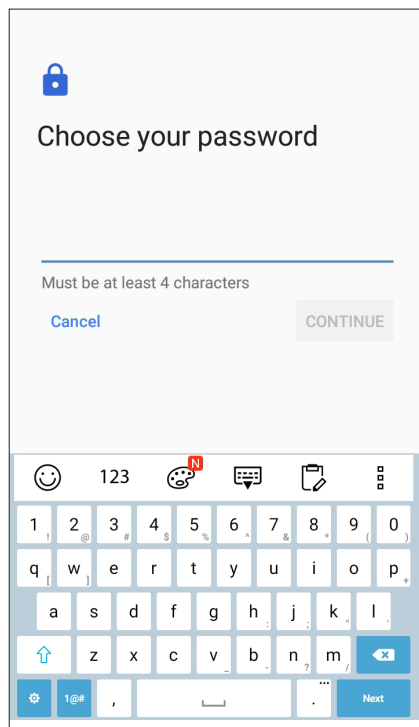 Choose your password
Must be at least 4 characters
Cancel CONTINUE
123 N
1 ! 2 @ 3 # 4 $ 5 % 6 ^ 7 & 8 * 9 ( 0 )
q [ w ] e r t y u i o p +
a s d f g h : j ; k " l '
z x c v _ b - n ? m /
1@# , . ... Next